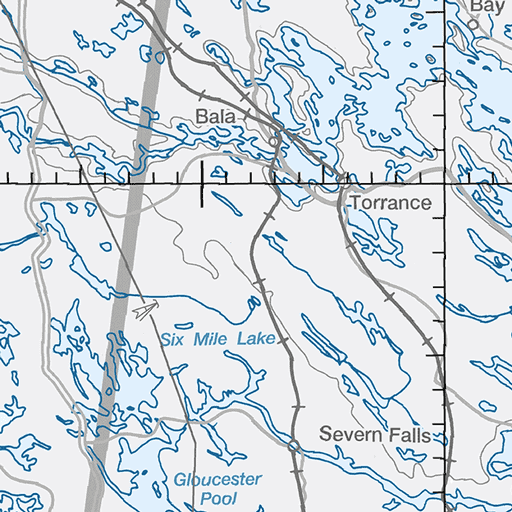 Bay
Bala
Torrance
Six Mile Lake
Severn Falls
Gloucester
Pool